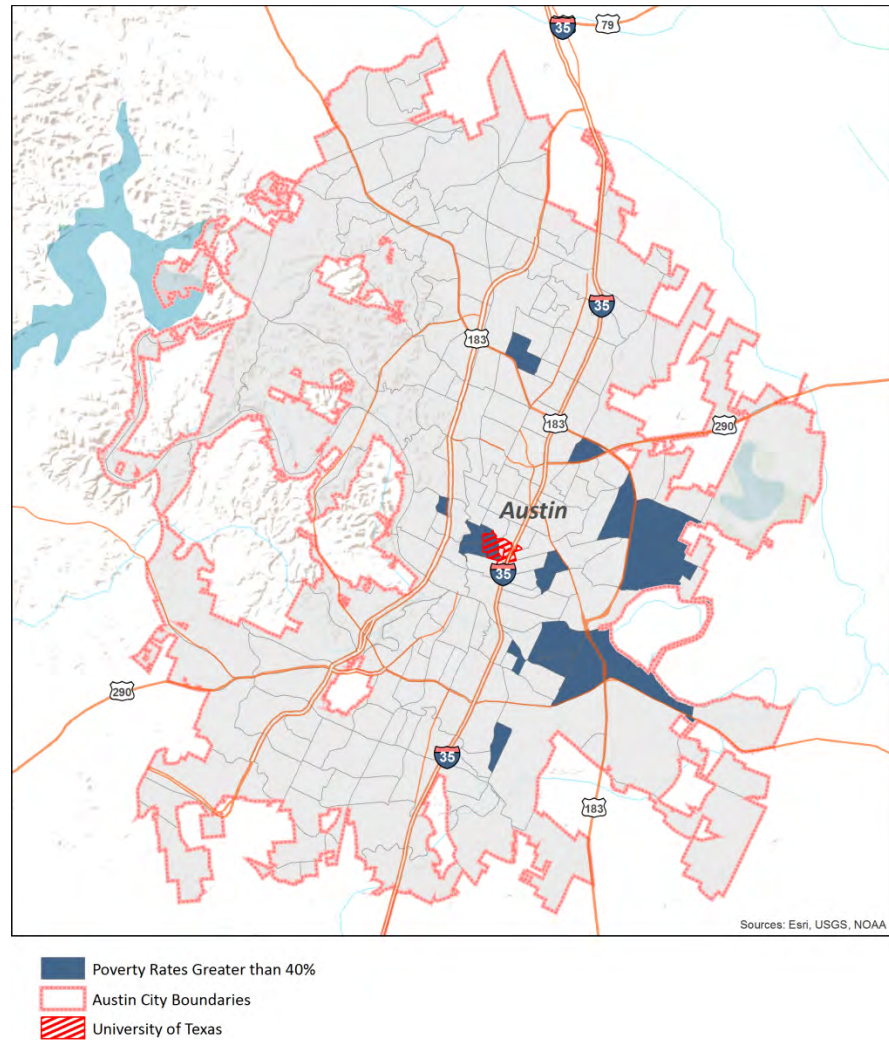 35
79
35
183
183
290
Austin
35
290
35
183
Sources: Esri, USGS, NOAA
Poverty Rates Greater than 40%
Austin City Boundaries
University of Texas